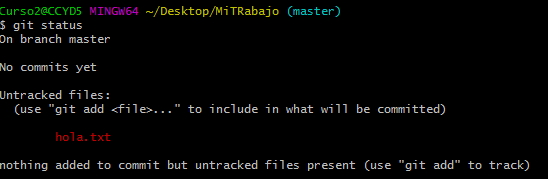 Curso2@CCYD5 MINGW64 ~/Desktop/MiTRabajo (master)
$ git status
On branch master
No commits yet
Untracked files:
(use "git add <file>..." to include in what will be committed)
hola.txt
nothing added to commit but untracked files present (use "git add" to track)